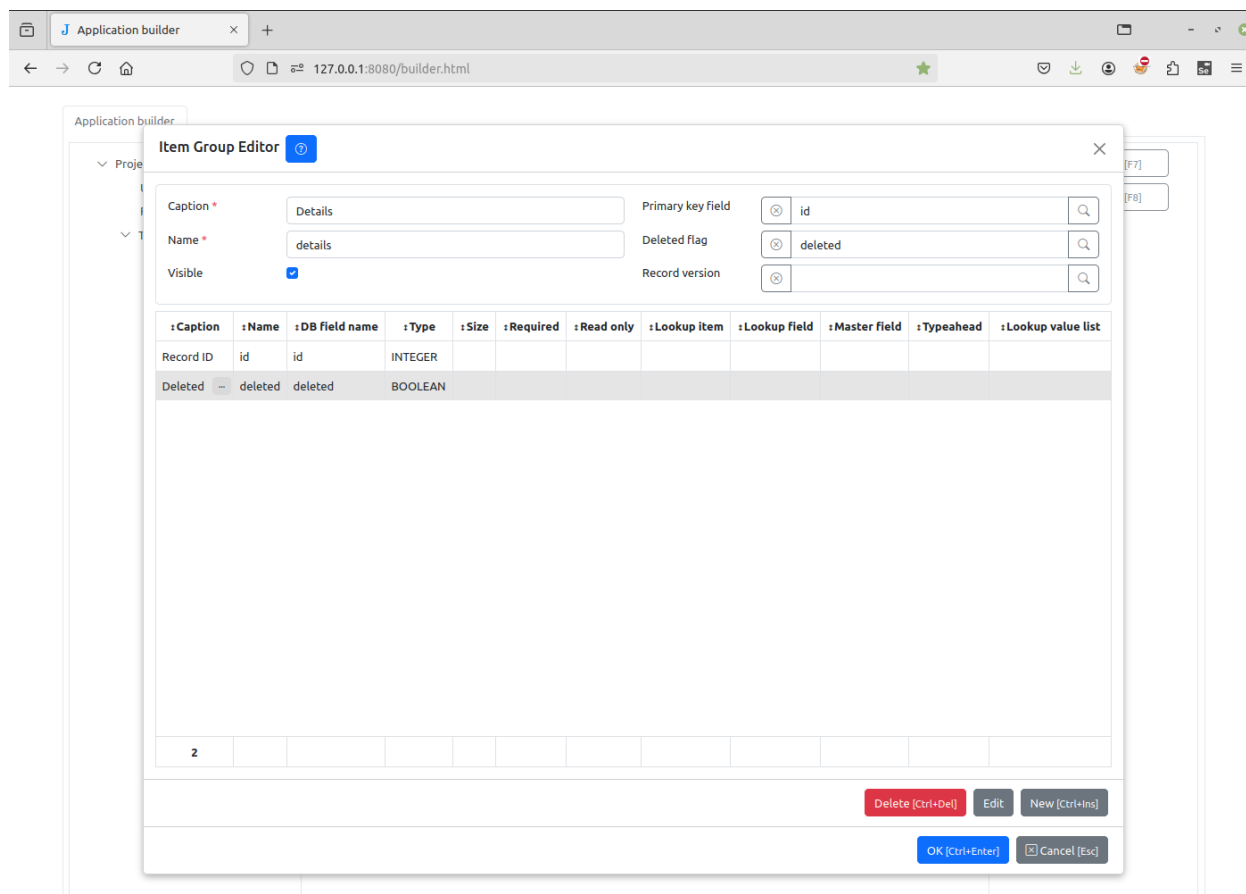 Application builder
127.0.0.1:8080/builder.html
Application builder
Item Group Editor
Proje
[F7]
[F8]
Caption * Details Primary key field id
Name * details Deleted flag deleted
Visible Record version
Caption Name DB field name Type Size Required Read only Lookup item Lookup field Master field Typeahead Lookup value list
Record ID id id INTEGER
Deleted ... deleted deleted BOOLEAN
2
Delete [Ctrl+Del] Edit New [Ctrl+Ins]
OK [Ctrl+Enter] Cancel [Esc]